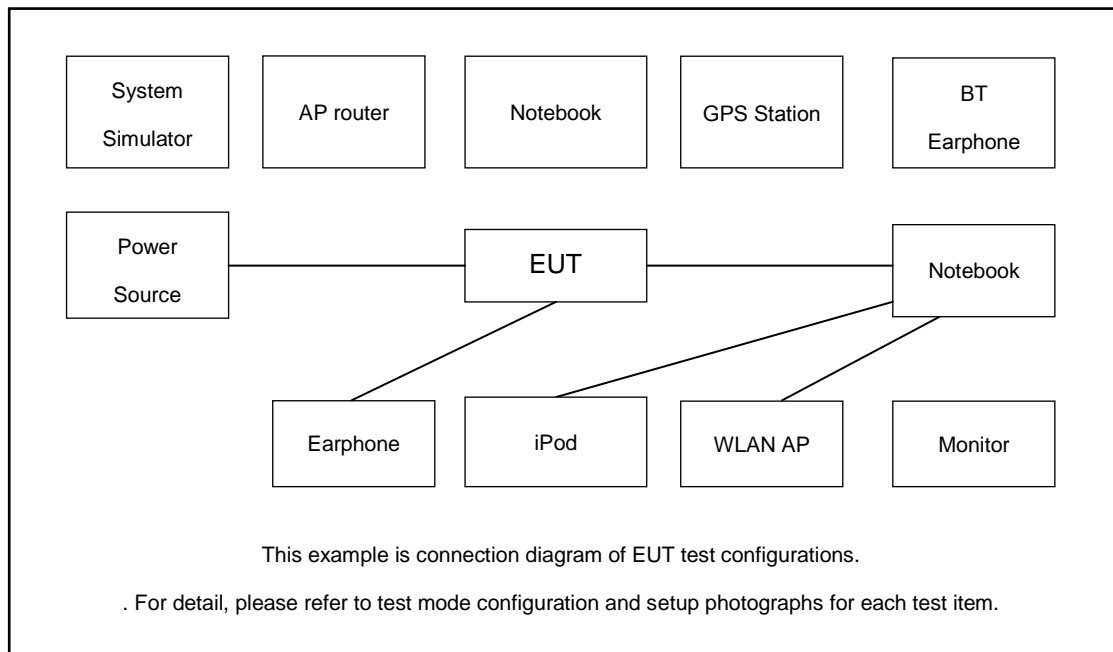 System
Simulator
AP router
Notebook
GPS Station
BT
Earphone
Power
Source
EUT
Notebook
Earphone
iPod
WLAN AP
Monitor
This example is connection diagram of EUT test configurations.
. For detail, please refer to test mode configuration and setup photographs for each test item.